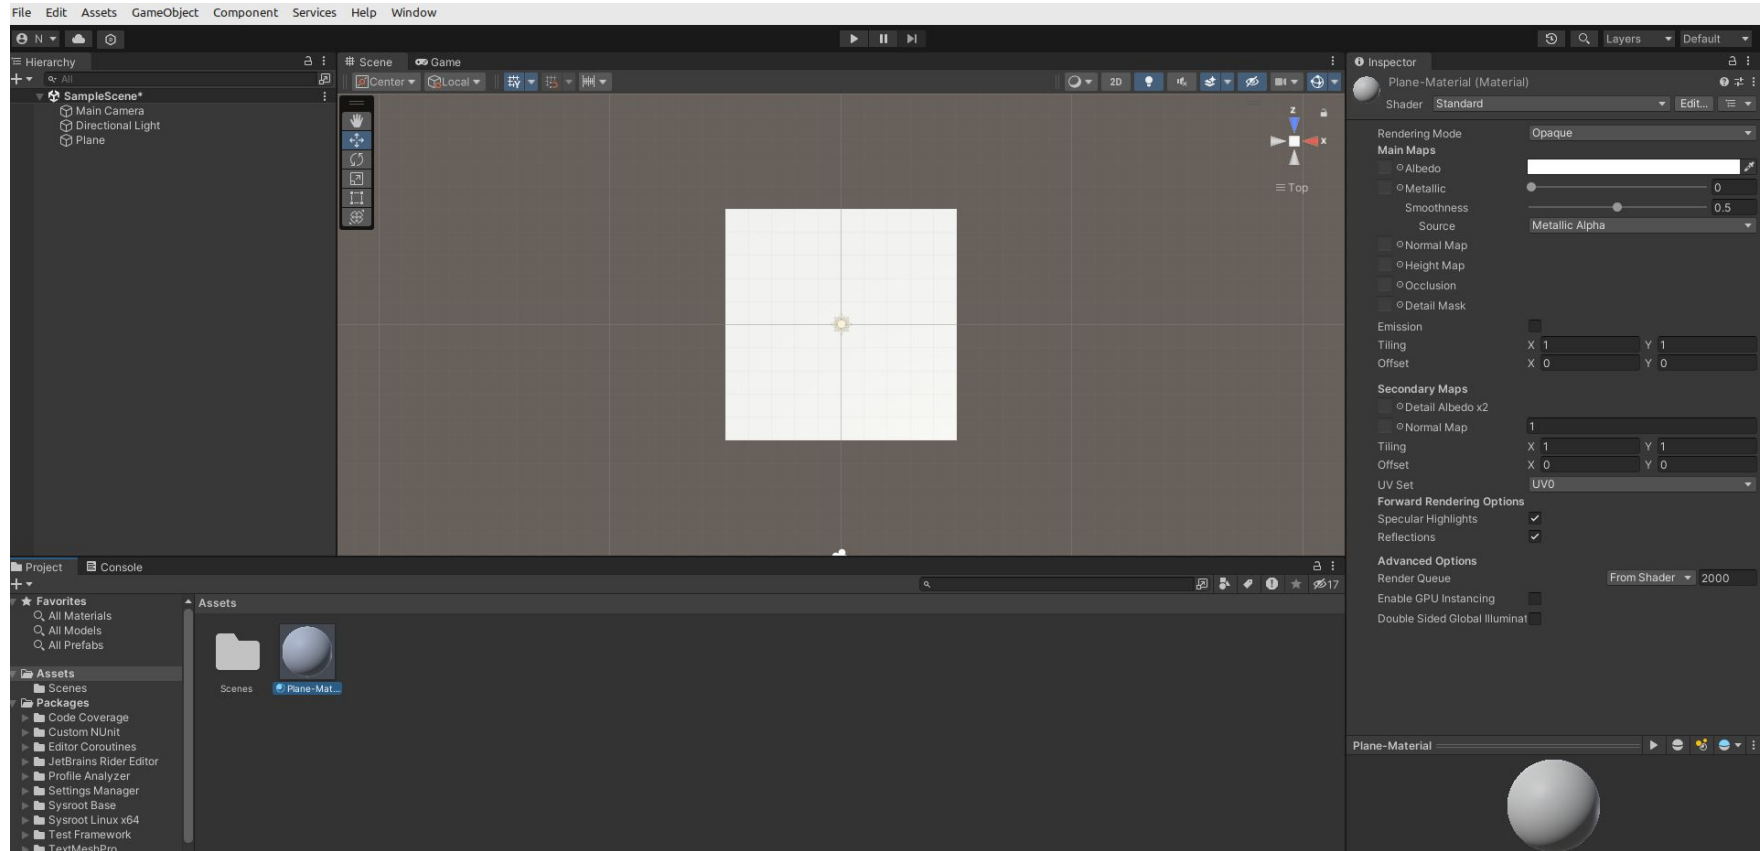 File Edit Assets GameObject Component Services Help Window
N Layers Default
Hierarchy
All
SampleScene*
Main Camera
Directional Light
Plane
Scene Game
Center Local 2D
z
x
Top
Inspector
Plane-Material (Material)
Shader Standard Edit...
Rendering Mode Opaque
Main Maps
Albedo
Metallic 0
Smoothness 0.5
Source Metallic Alpha
Normal Map
Height Map
Occlusion
Detail Mask
Emission
Tiling X 1 Y 1
Offset X 0 Y 0
Secondary Maps
Detail Albedo x2
Normal Map 1
Tiling X 1 Y 1
Offset X 0 Y 0
UV Set UV0
Forward Rendering Options
Specular Highlights
Reflections
Advanced Options
Render Queue From Shader 2000
Enable GPU Instancing
Double Sided Global Illuminat
Plane-Material
Project Console
17
Favorites
All Materials
All Models
All Prefabs
Assets
Scenes
Packages
Code Coverage
Custom NUnit
Editor Coroutines
JetBrains Rider Editor
Profile Analyzer
Settings Manager
Sysroot Base
Sysroot Linux x64
Test Framework
TextMeshPro
Assets
Scenes Plane-Mat...